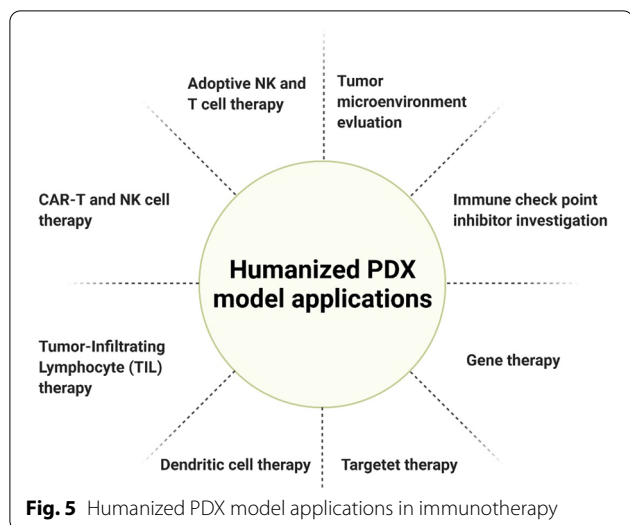 Adoptive NK and
T cell therapy
Tumor
microenvironment
evluation
CAR-T and NK cell
therapy
Immune check point
inhibitor investigation
Humanized PDX
model applications
Tumor-Infiltrating
Lymphocyte (TIL)
therapy
Gene therapy
Dendritic cell therapy
Targetet therapy
Fig. 5 Humanized PDX model applications in immunotherapy